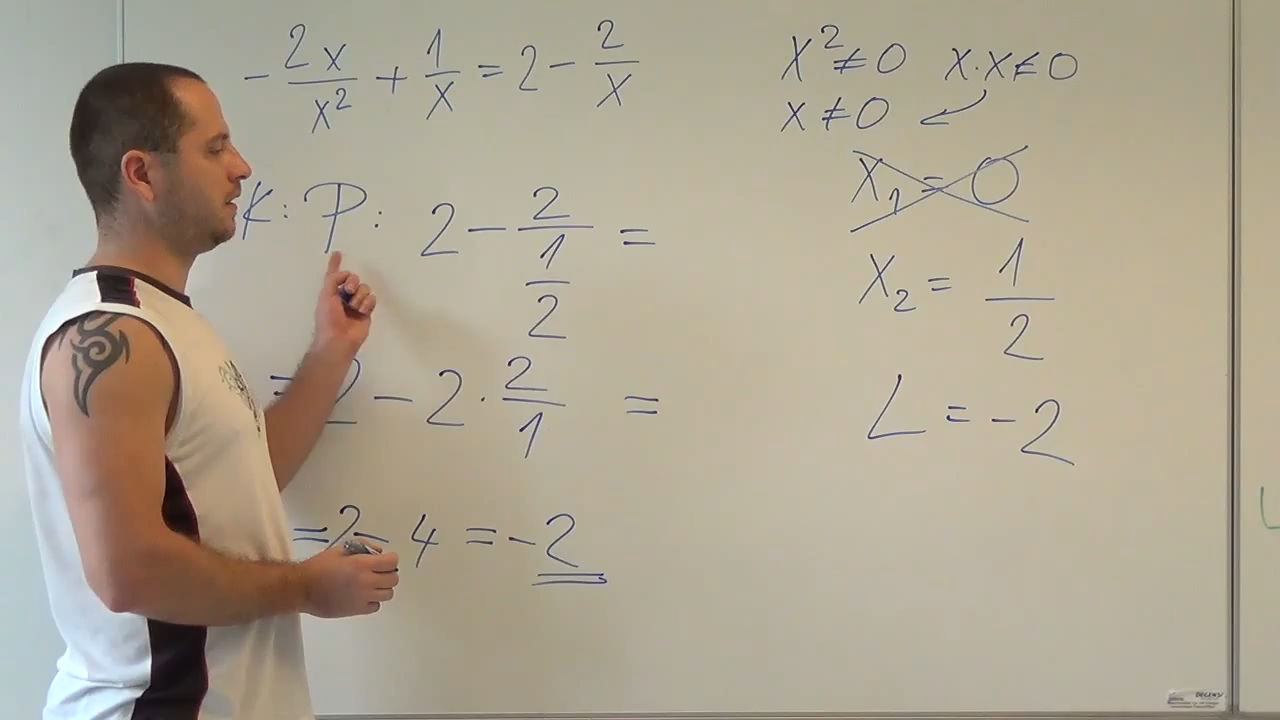 - 2x/x² + 1/x = 2 - 2/x
x² ≠ 0 x·x ≠ 0
x ≠ 0
x₁ = 0
K: P: 2 - 2/(1/2) =
x₂ = 1/2
= 2 - 2 · 2/1 =
L = -2
= 2 - 4 = -2